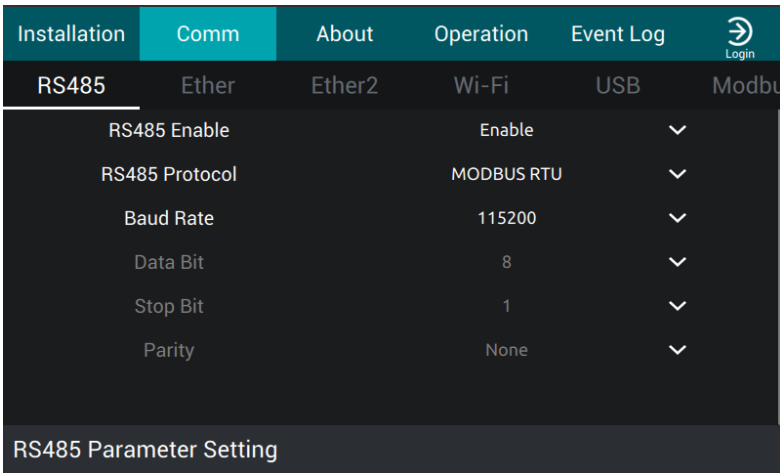 Installation Comm About Operation Event Log Login
RS485 Ether Ether2 Wi-Fi USB Modbu
RS485 Enable Enable
RS485 Protocol MODBUS RTU
Baud Rate 115200
Data Bit 8
Stop Bit 1
Parity None
RS485 Parameter Setting